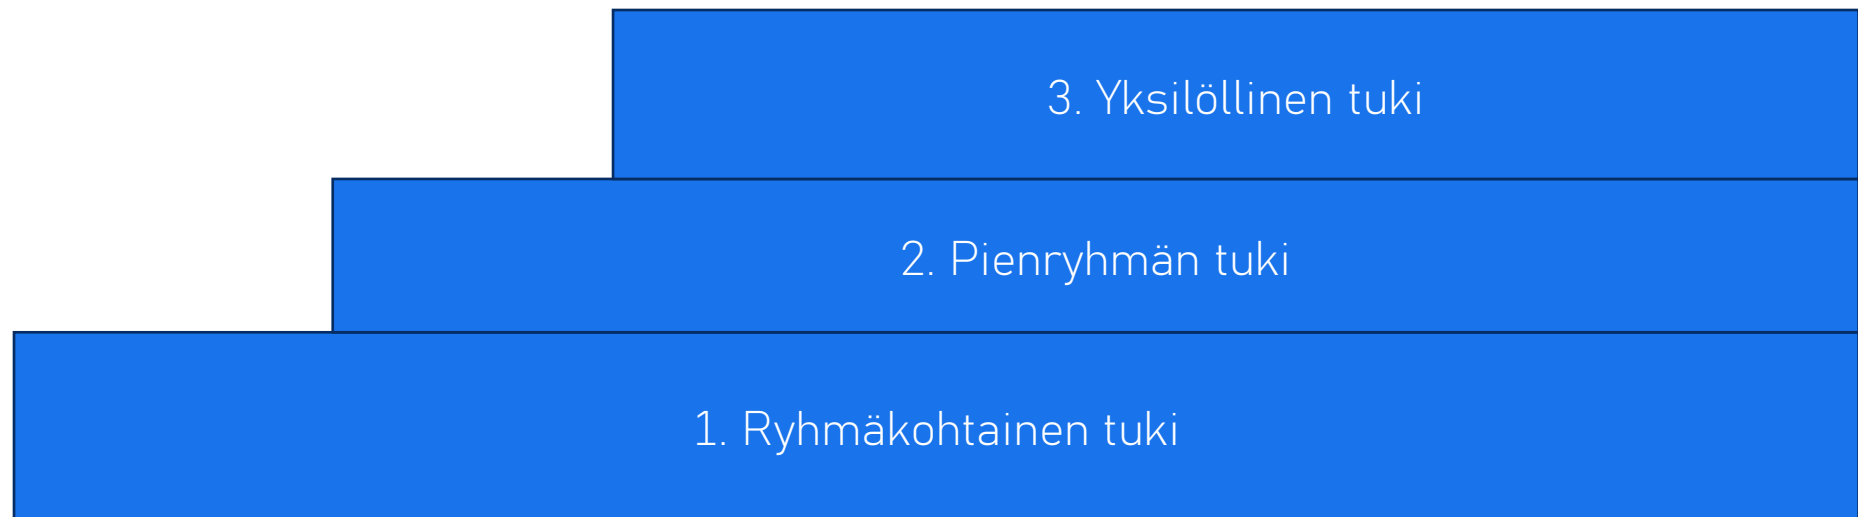 3. Yksilöllinen tuki
2. Pienryhmän tuki
1. Ryhmäkohtainen tuki